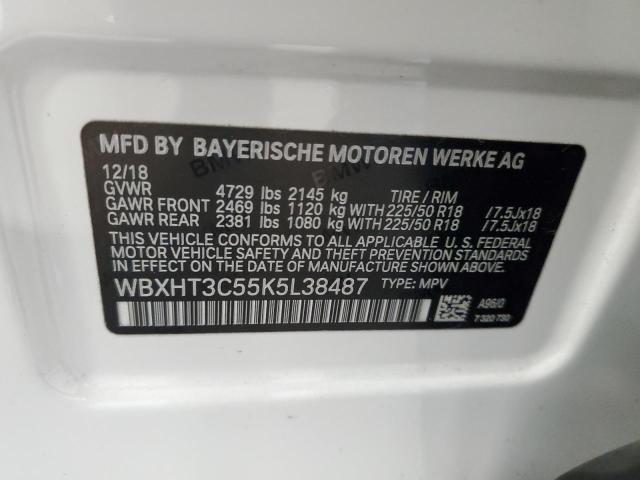 MFD BY BAYERISCHE MOTOREN WERKE AG
12/18
GVWR 4729 lbs 2145 kg TIRE / RIM
GAWR FRONT 2469 lbs 1120 kg WITH 225/50 R18 /7.5Jx18
GAWR REAR 2381 lbs 1080 kg WITH 225/50 R18 /7.5Jx18
THIS VEHICLE CONFORMS TO ALL APPLICABLE U. S. FEDERAL
MOTOR VEHICLE SAFETY AND THEFT PREVENTION
STANDARDS IN EFFECT ON THE DATE OF MANUFACTURE SHOWN ABOVE.
WBXHT3C55K5L38487 TYPE: MPV
A96/0
7 320 730